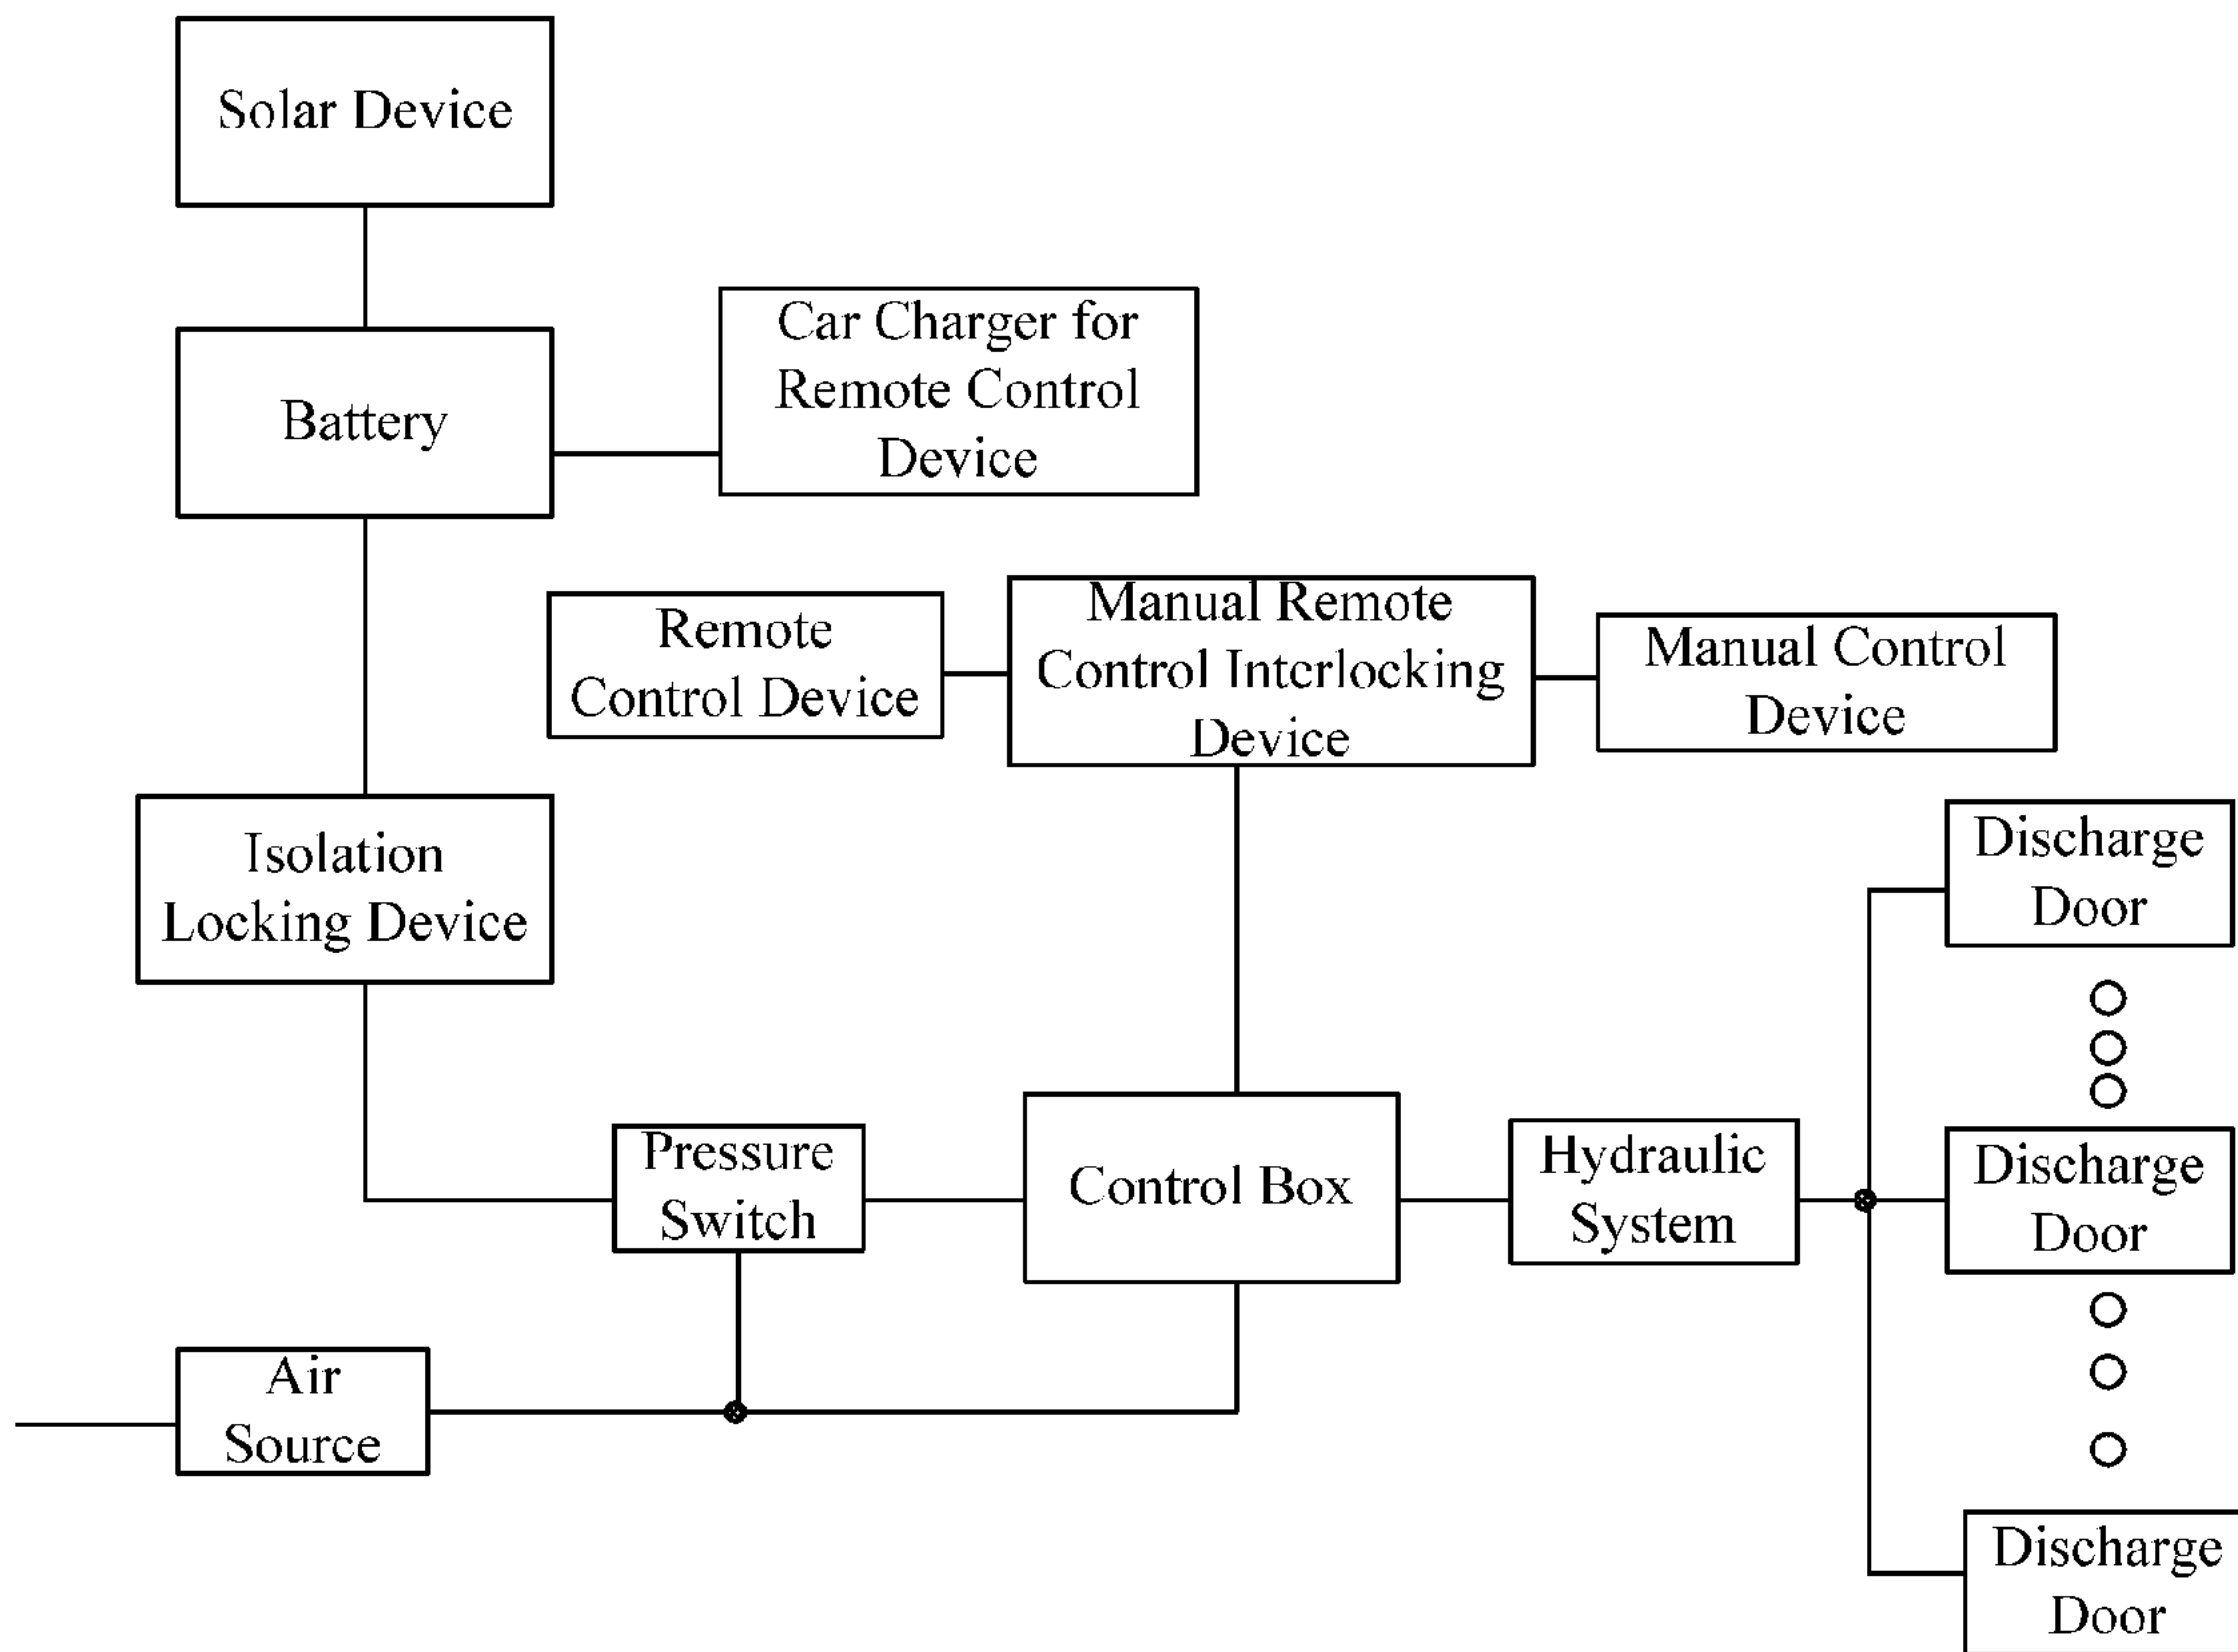 Solar Device
Car Charger for
Remote Control
Device
Battery
Remote
Control Device
Manual Remote
Control Interlocking
Device
Manual Control
Device
Isolation
Locking Device
Discharge
Door
Pressure
Switch
Control Box
Hydraulic
System
Discharge
Door
Air
Source
Discharge
Door